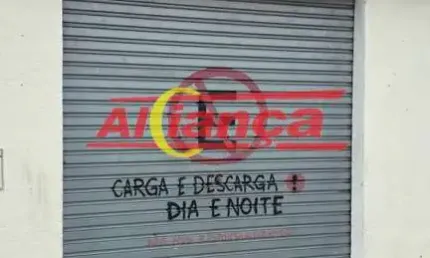 E
Aliança
CARGA E DESCARGA !
DIA E NOITE